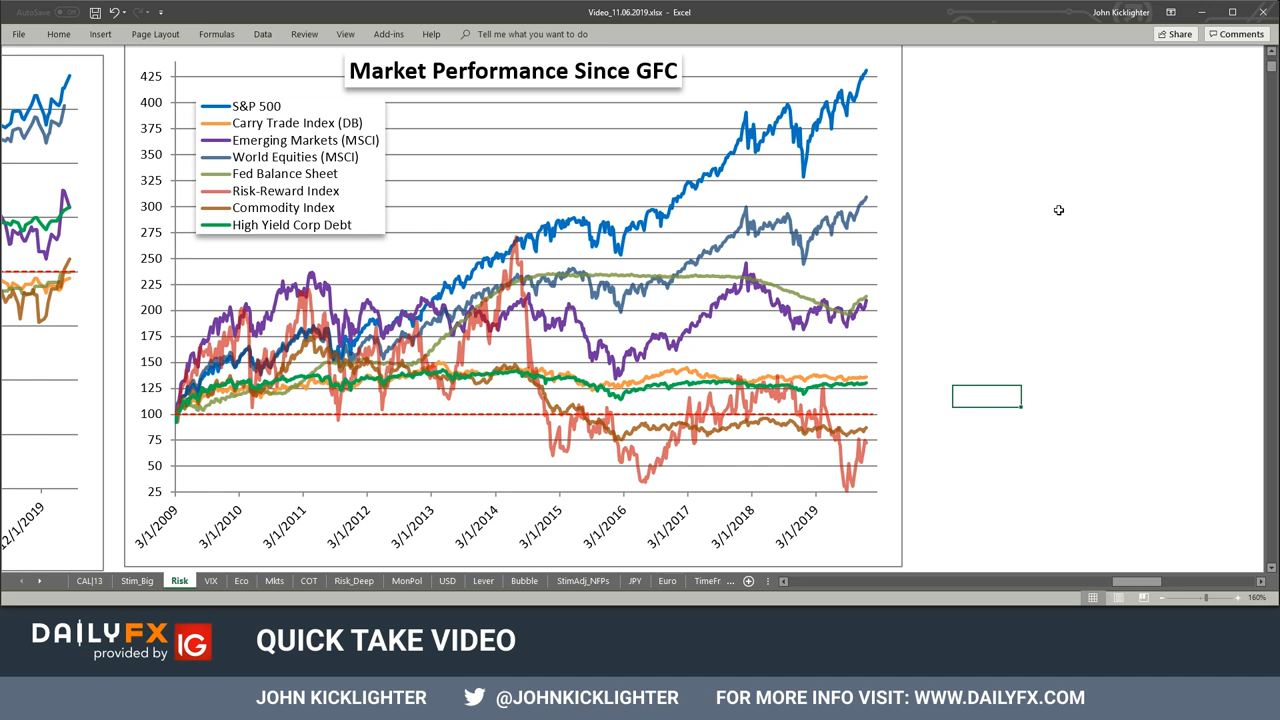 AutoSave Off
Video_11.06.2019.xlsx - Excel
John Kicklighter
File Home Insert Page Layout Formulas Data Review View Add-ins Help Tell me what you want to do Share Comments
Market Performance Since GFC
S&P 500
Carry Trade Index (DB)
Emerging Markets (MSCI)
World Equities (MSCI)
Fed Balance Sheet
Risk-Reward Index
Commodity Index
High Yield Corp Debt
425
400
375
350
325
300
275
250
225
200
175
150
125
100
75
50
25
12/1/2019
3/1/2009 3/1/2010 3/1/2011 3/1/2012 3/1/2013 3/1/2014 3/1/2015 3/1/2016 3/1/2017 3/1/2018 3/1/2019
CAL|13 Stim_Big Risk VIX Eco Mkts COT Risk_Deep MonPol USD Lever Bubble StimAdj_NFPs JPY Euro TimeFr ...
160%
DAILYFX
provided by IG
QUICK TAKE VIDEO
JOHN KICKLIGHTER @JOHNKICKLIGHTER FOR MORE INFO VISIT: WWW.DAILYFX.COM